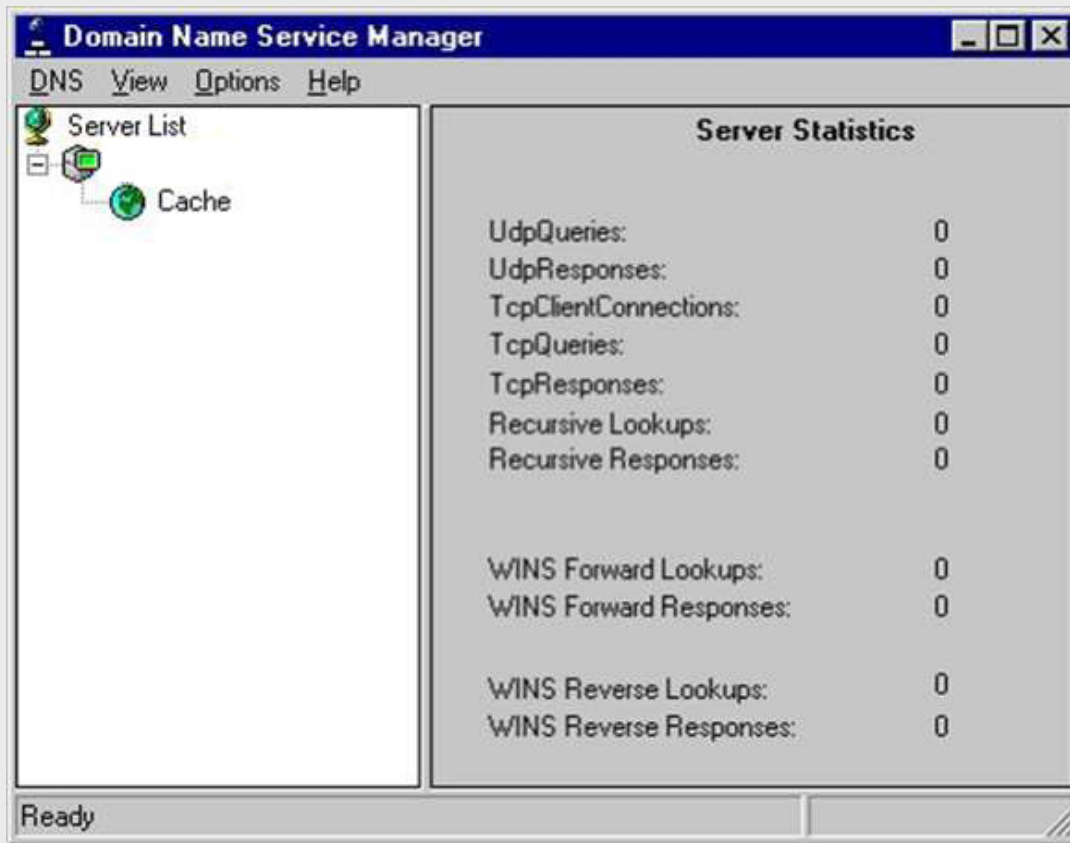 Domain Name Service Manager
DNS View Options Help
Server List
Cache
Server Statistics
UdpQueries: 0
UdpResponses: 0
TcpClientConnections: 0
TcpQueries: 0
TcpResponses: 0
Recursive Lookups: 0
Recursive Responses: 0
WINS Forward Lookups: 0
WINS Forward Responses: 0
WINS Reverse Lookups: 0
WINS Reverse Responses: 0
Ready